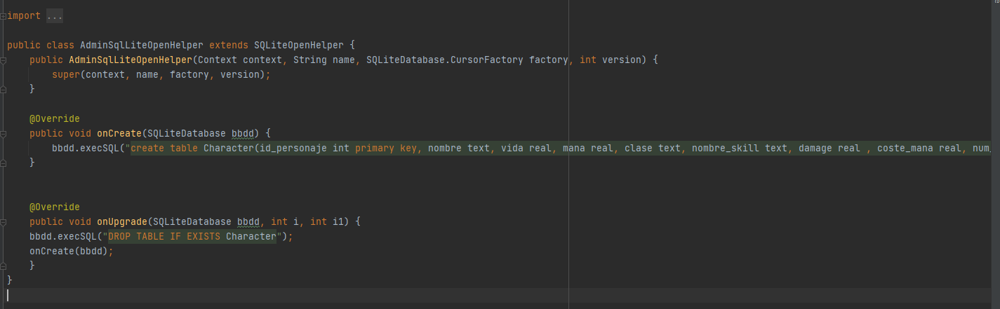 import ...
public class AdminSqlLiteOpenHelper extends SQLiteOpenHelper {
public AdminSqlLiteOpenHelper(Context context, String name, SQLiteDatabase.CursorFactory factory, int version) {
super(context, name, factory, version);
}
@Override
public void onCreate(SQLiteDatabase bbdd) {
bbdd.execSQL("create table Character(id_personaje int primary key, nombre text, vida real, mana real, clase text, nombre_skill text, damage real , coste_mana real, num_
}
@Override
public void onUpgrade(SQLiteDatabase bbdd, int i, int i1) {
bbdd.execSQL("DROP TABLE IF EXISTS Character");
onCreate(bbdd);
}
}